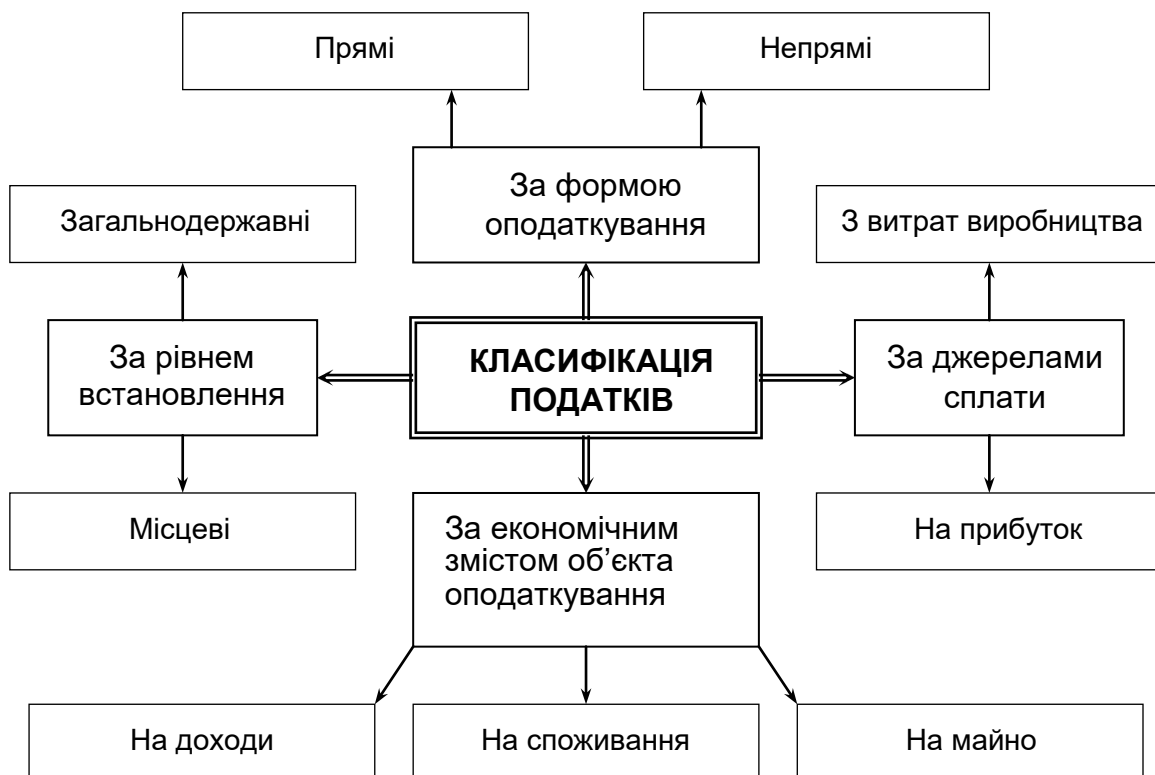 Прямі
Непрямі
За формою
оподаткування
Загальнодержавні
З витрат виробництва
За рівнем
встановлення
КЛАСИФІКАЦІЯ
ПОДАТКІВ
За джерелами
сплати
Місцеві
За економічним
змістом об’єкта
оподаткування
На прибуток
На доходи
На споживання
На майно